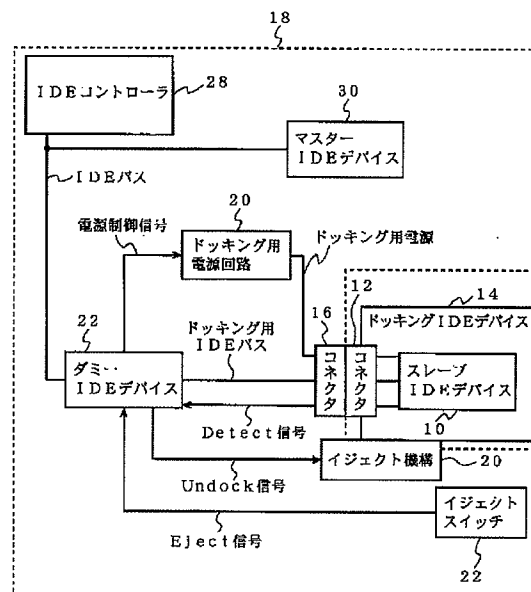 18
IDEコントローラ
28
30
マスター
IDEデバイス
IDEバス
電源制御信号
20
ドッキング用
電源回路
ドッキング用電源
12
14
16
ドッキングIDEデバイス
22
ダミー
IDEデバイス
ドッキング用
IDEバス
コネクタ
コネクタ
スレーブ
IDEデバイス
Detect信号
10
イジェクト機構
20
Undock信号
イジェクト
スイッチ
Eject信号
22